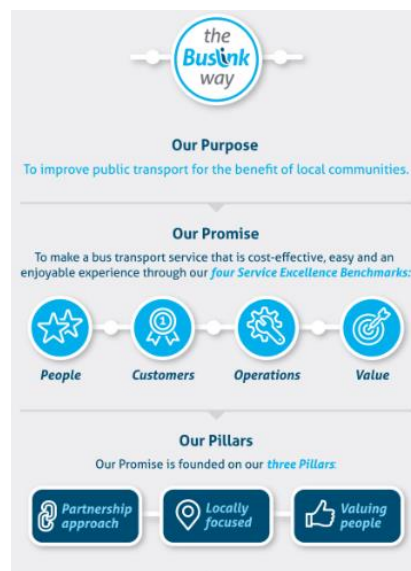 the
Buslink
way
Our Purpose
To improve public transport for the benefit of local communities.
Our Promise
To make a bus transport service that is cost-effective, easy and an
enjoyable experience through our four Service Excellence Benchmarks:
1
People Customers Operations Value
Our Pillars
Our Promise is founded on our three Pillars:
Partnership Locally Valuing
approach focused people